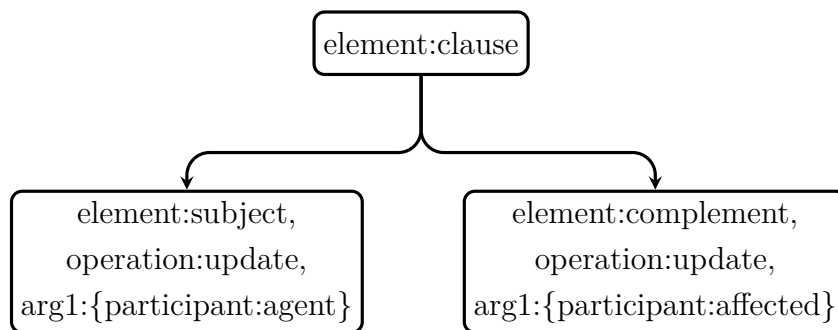 element:clause
element:subject,
operation:update,
arg1:{participant:agent}
element:complement,
operation:update,
arg1:{participant:affected}